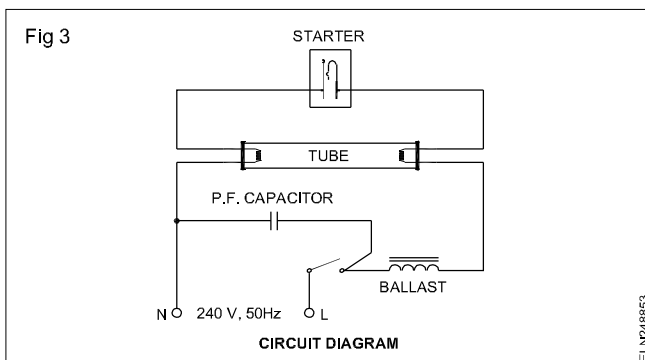 Fig 3
STARTER
TUBE
P.F. CAPACITOR
BALLAST
N 240 V, 50Hz L
CIRCUIT DIAGRAM
ELN248853